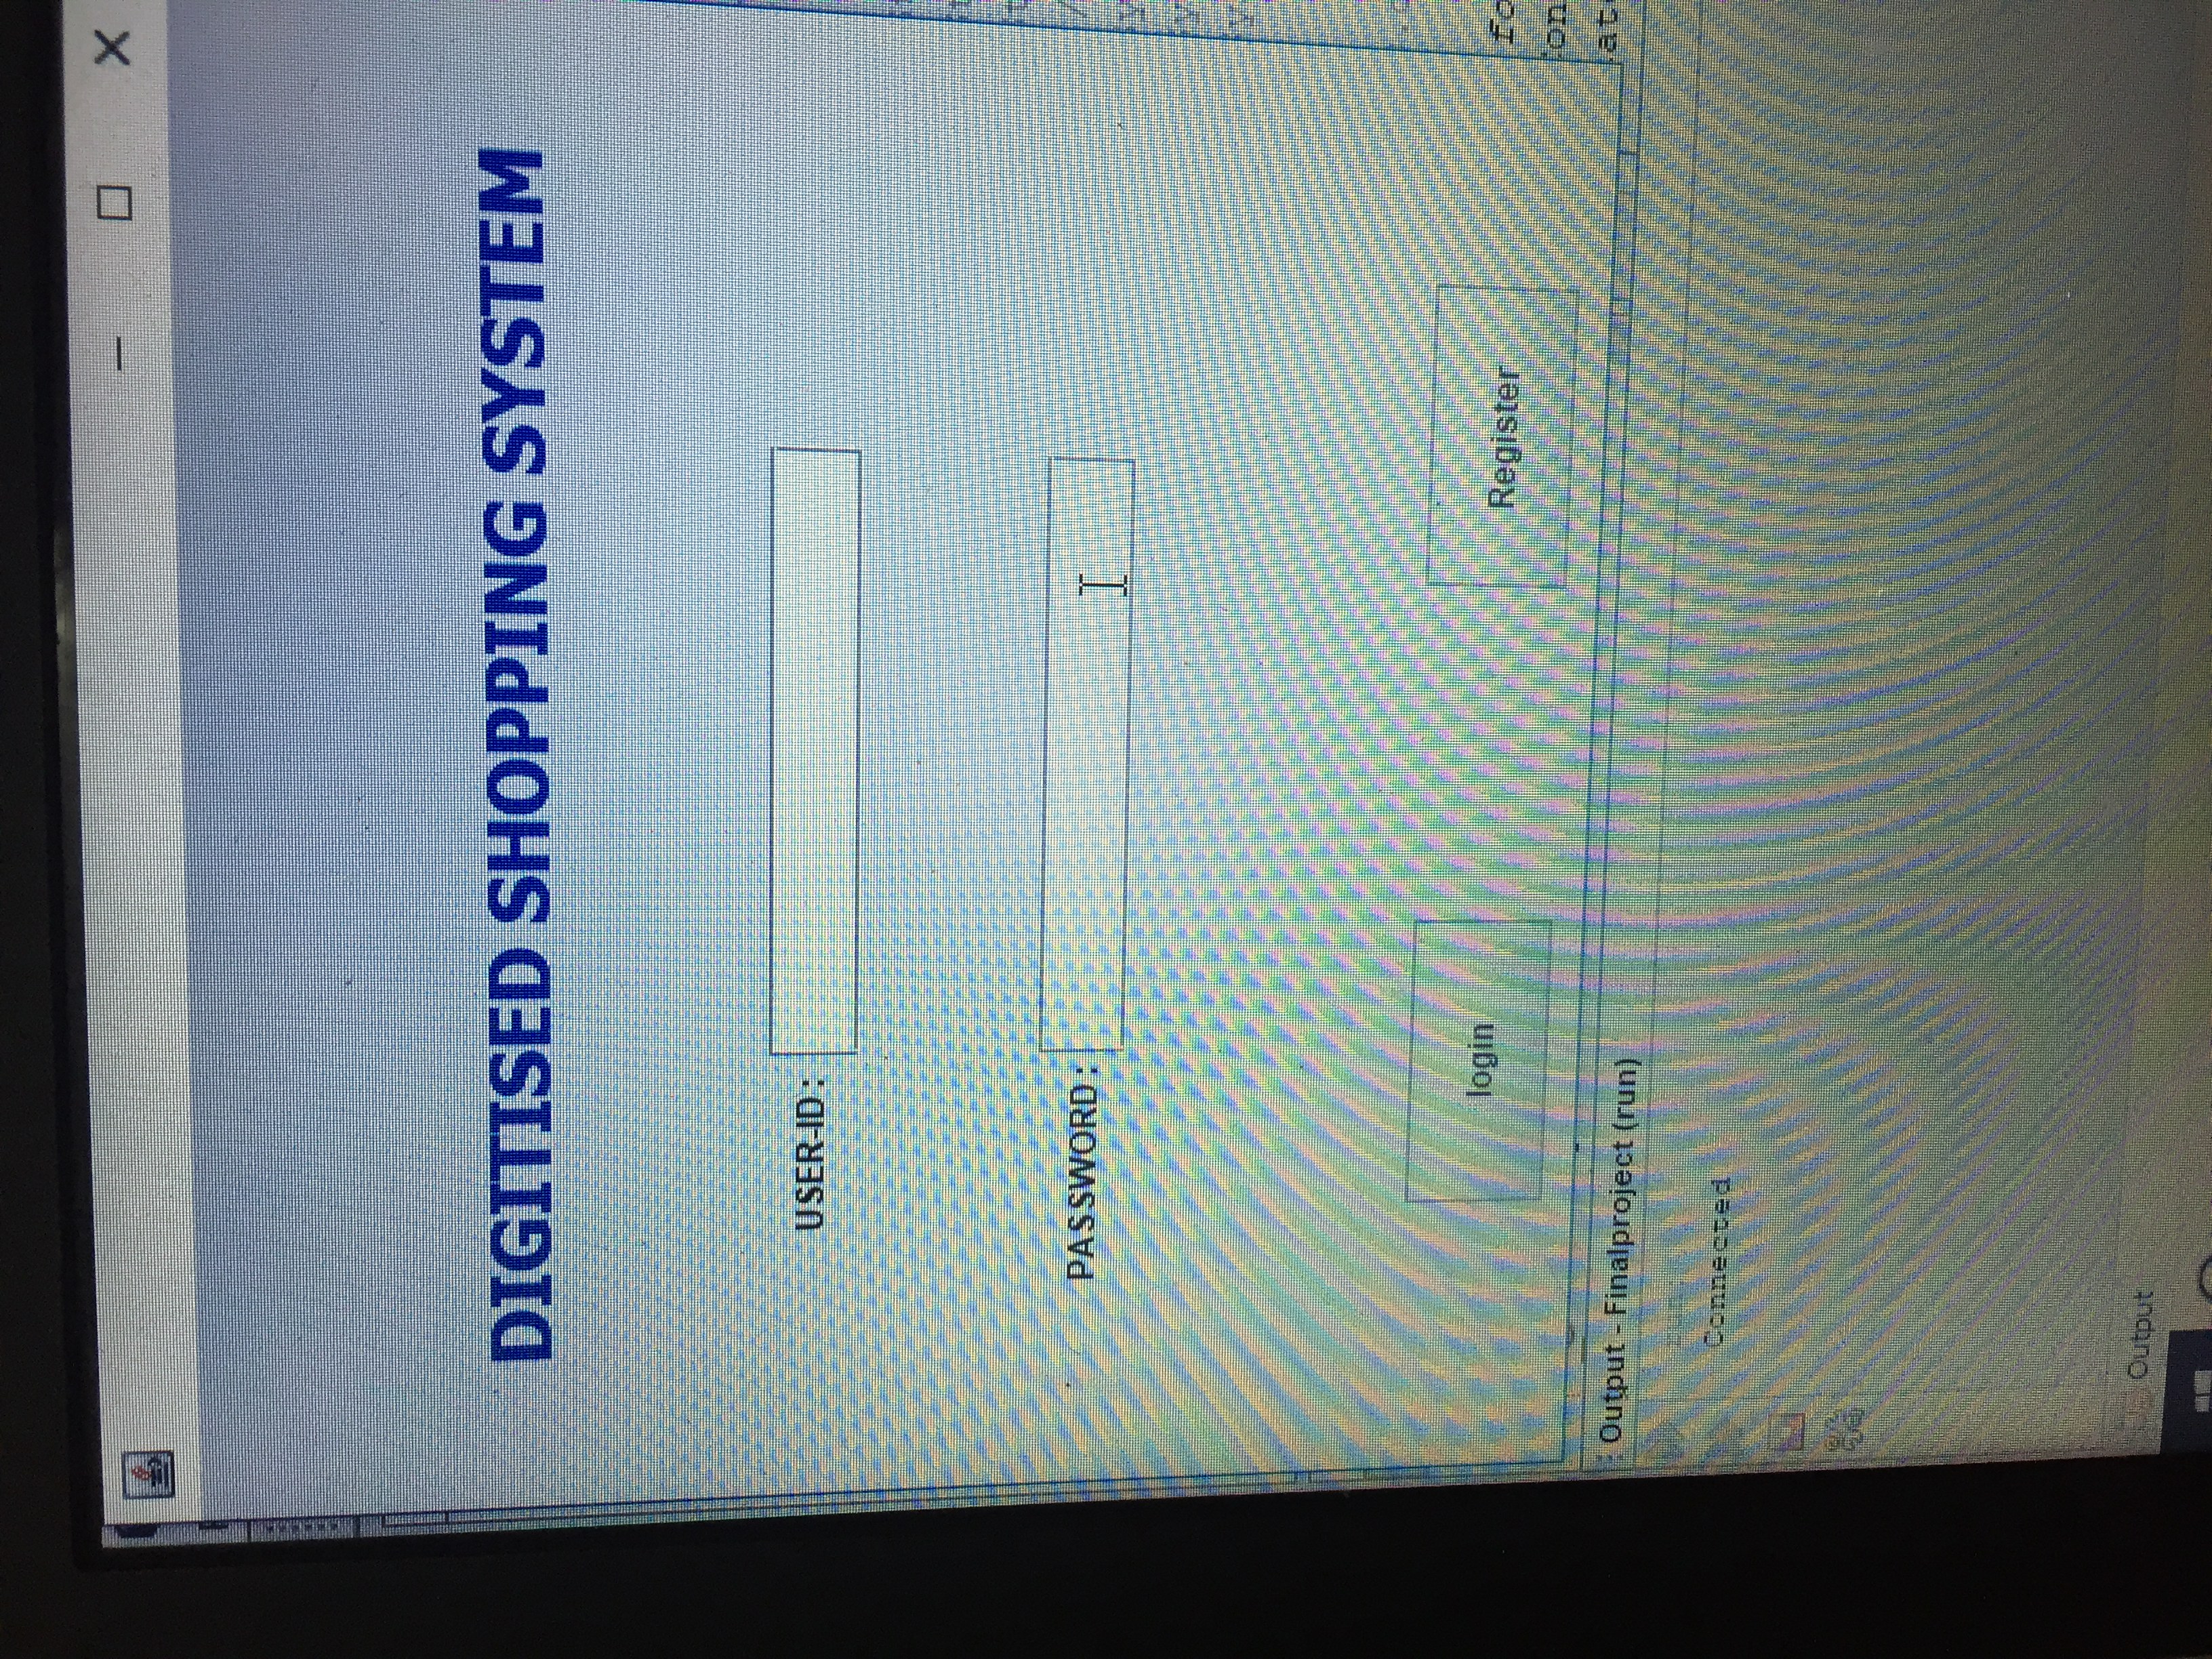 DIGITISED SHOPPING SYSTEM
USER-ID :
PASSWORD :
login
Register
fo
on
at
Output - Finalproject (run)
run:
Connected
Output